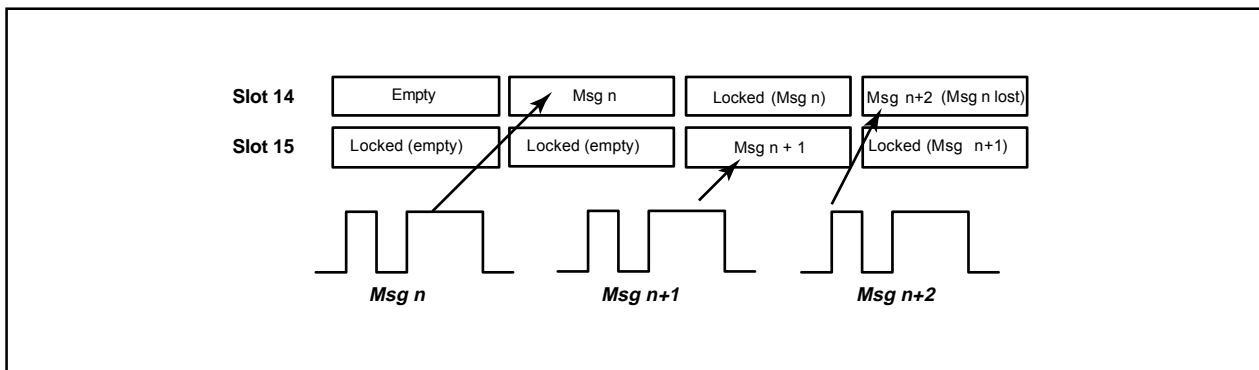 Slot 14 Empty Msg n Locked (Msg n) Msg n+2 (Msg n lost)
Slot 15 Locked (empty) Locked (empty) Msg n + 1 Locked (Msg n+1)
Msg n Msg n+1 Msg n+2